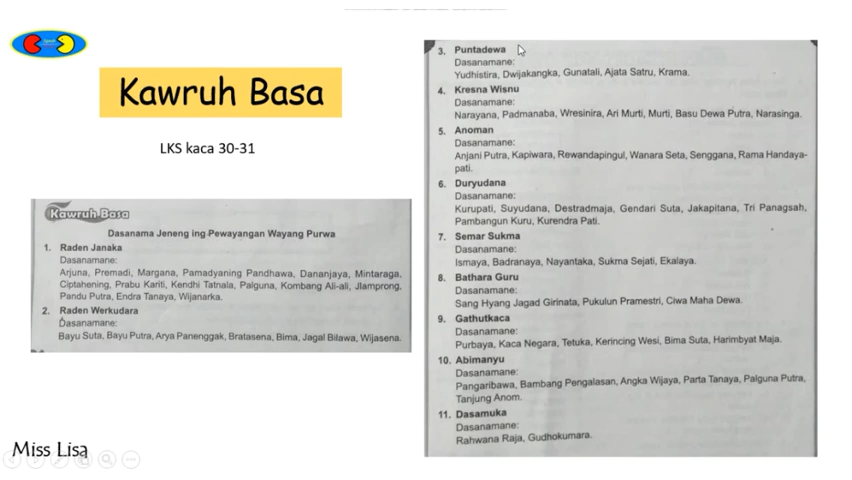 Kawruh Basa
LKS kaca 30-31
Kawruh Basa
Dasanama Jeneng ing Pewayangan Wayang Purwa
1. Raden Janaka
Dasanamane:
Arjuna, Premadi, Margana, Pamadyaning Pandhawa, Dananjaya, Mintaraga,
Ciptahening, Prabu Kariti, Kendhi Tatnala, Palguna, Kombang Ali-ali, Jlamprong,
Pandu Putra, Endra Tanaya, Wijanarka.
2. Raden Werkudara
Dasanamane:
Bayu Suta, Bayu Putra, Arya Panenggak, Bratasena, Bima, Jagal Bilawa, Wijasena.
Miss Lisa
3. Puntadewa
Dasanamane:
Yudhistira, Dwijakangka, Gunatali, Ajata Satru, Krama.
4. Kresna Wisnu
Dasanamane:
Narayana, Padmanaba, Wresinira, Ari Murti, Murti, Basu Dewa Putra, Narasinga.
5. Anoman
Dasanamane:
Anjani Putra, Kapiwara, Rewandapingul, Wanara Seta, Senggana, Rama Handaya-
pati.
6. Duryudana
Dasanamane:
Kurupati, Suyudana, Destradmaja, Gendari Suta, Jakapitana, Tri Panagsah,
Pambangun Kuru, Kurendra Pati.
7. Semar Sukma
Dasanamane:
Ismaya, Badranaya, Nayantaka, Sukma Sejati, Ekalaya.
8. Bathara Guru
Dasanamane:
Sang Hyang Jagad Girinata, Pukulun Pramestri, Ciwa Maha Dewa.
9. Gathutkaca
Dasanamane:
Purbaya, Kaca Negara, Tetuka, Kerincing Wesi, Bima Suta, Harimbyat Maja.
10. Abimanyu
Dasanamane:
Pangaribawa, Bambang Pengalasan, Angka Wijaya, Parta Tanaya, Palguna Putra,
Tanjung Anom.
11. Dasamuka
Dasanamane:
Rahwana Raja, Gudhokumara.